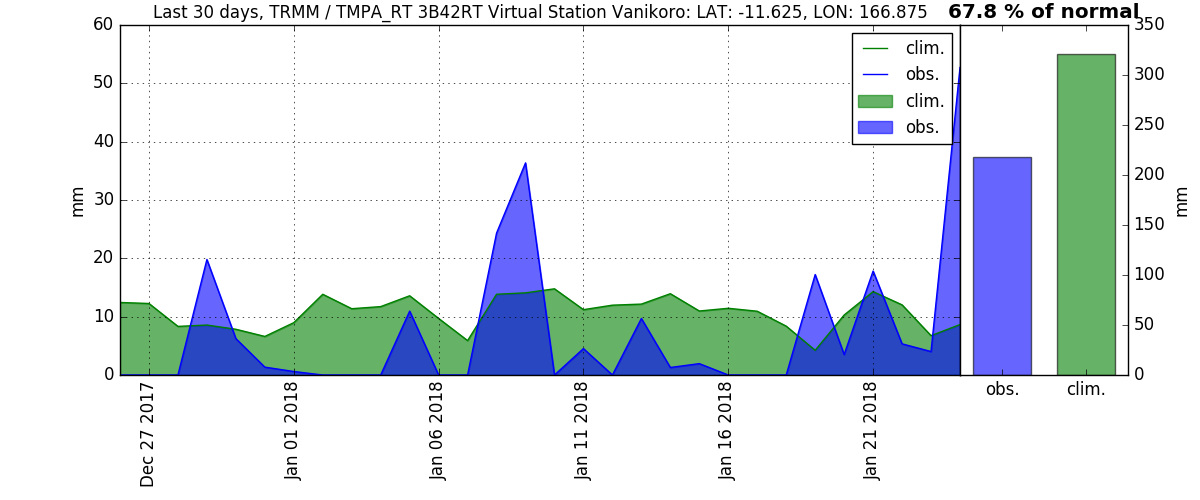 Last 30 days, TRMM / TMPA_RT 3B42RT Virtual Station Vanikoro: LAT: -11.625, LON: 166.875
67.8 % of normal
clim.
obs.
clim.
obs.
60
50
40
30
20
10
0
mm
Dec 27 2017
Jan 01 2018
Jan 06 2018
Jan 11 2018
Jan 16 2018
Jan 21 2018
350
300
250
200
150
100
50
0
mm
obs.
clim.